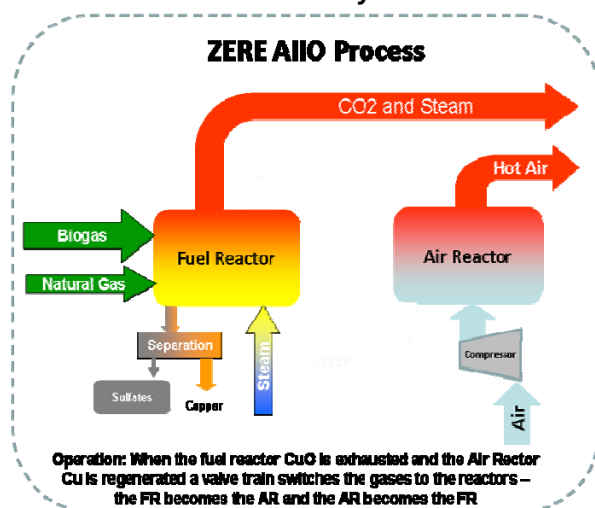 ZERE AIIO Process
CO2 and Steam
Hot Air
Biogas
Fuel Reactor
Air Reactor
Natural Gas
Separation
Compressor
Steam
Sulfates
Copper
Air
Operation: When the fuel reactor CuO is exhausted and the Air Rector
Cu is regenerated a valve train switches the gases to the reactors –
the FR becomes the AR and the AR becomes the FR